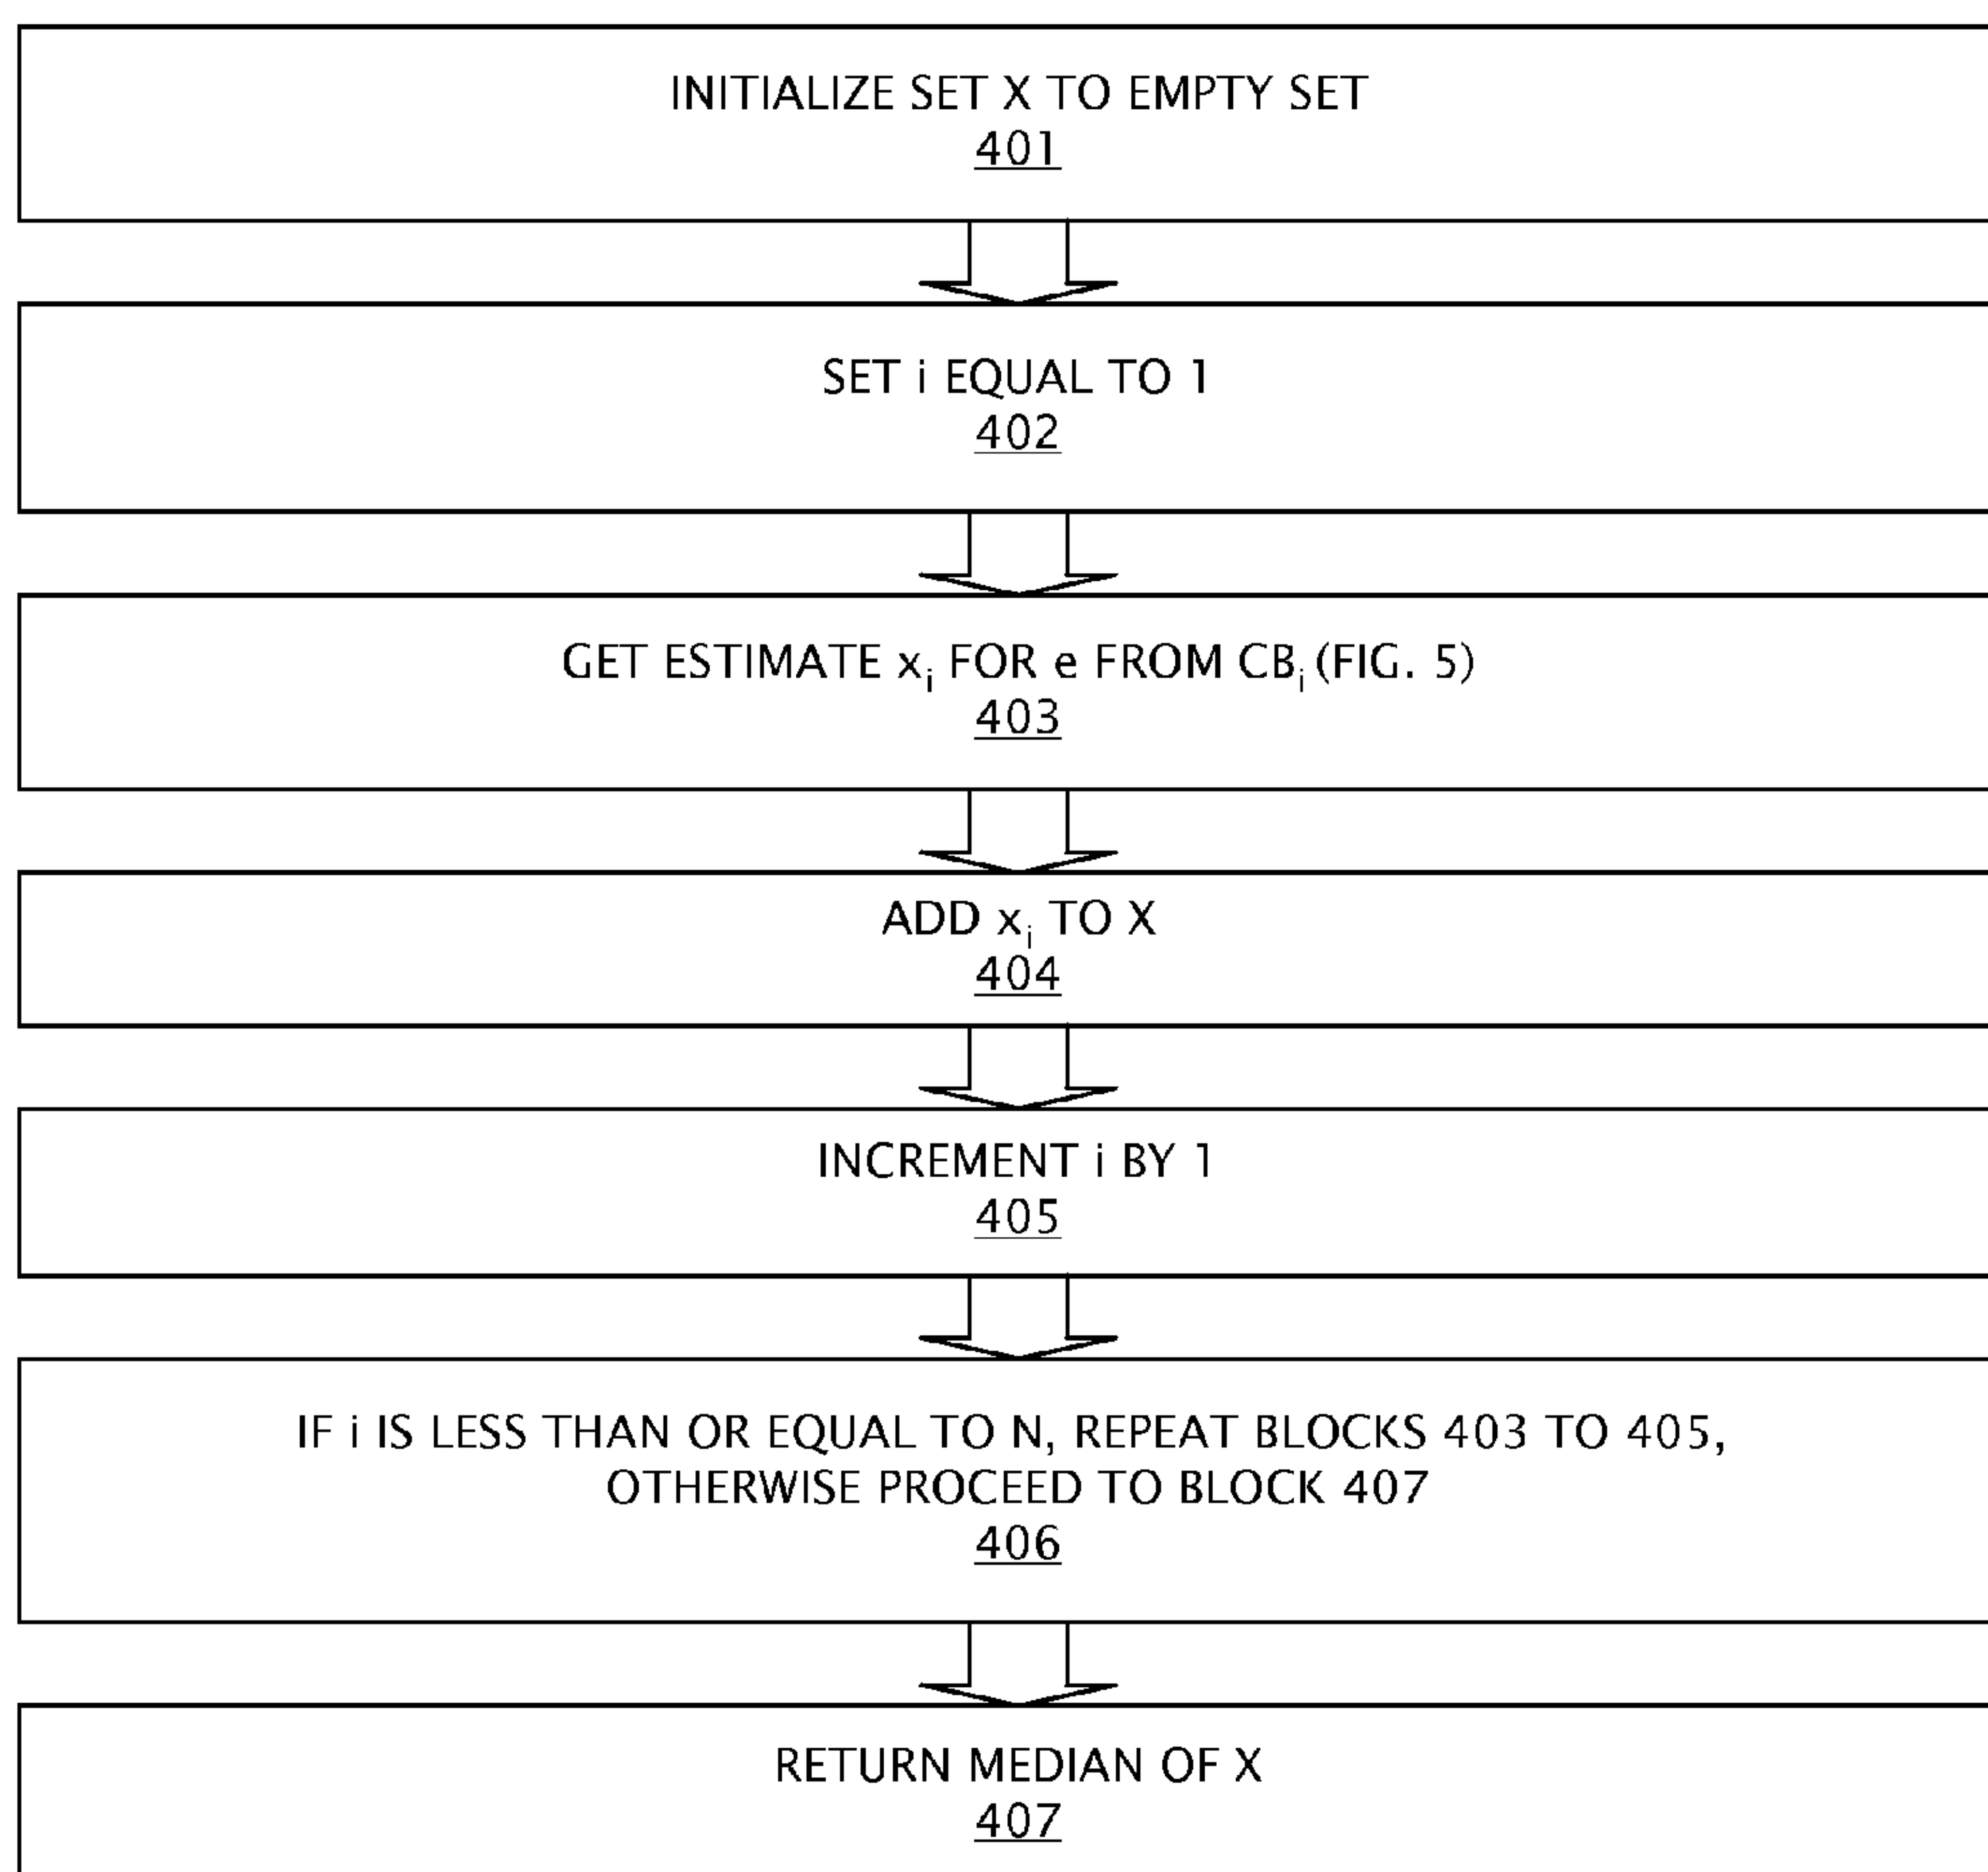 INITIALIZE SET X TO EMPTY SET
401
SET i EQUAL TO 1
402
GET ESTIMATE xi FOR e FROM CBi (FIG. 5)
403
ADD xi TO X
404
INCREMENT i BY 1
405
IF i IS LESS THAN OR EQUAL TO N, REPEAT BLOCKS 403 TO 405,
OTHERWISE PROCEED TO BLOCK 407
406
RETURN MEDIAN OF X
407